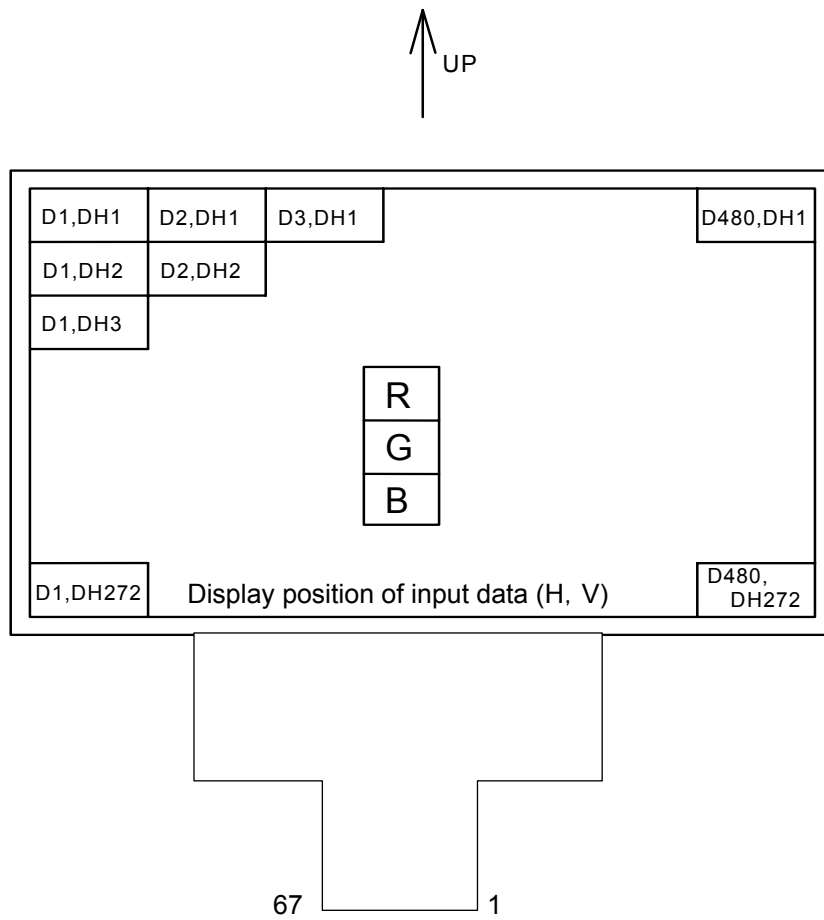 UP
D1,DH1 D2,DH1 D3,DH1 D480,DH1
D1,DH2 D2,DH2
D1,DH3
R
G
B
D1,DH272 Display position of input data (H, V) D480,
DH272
67 1